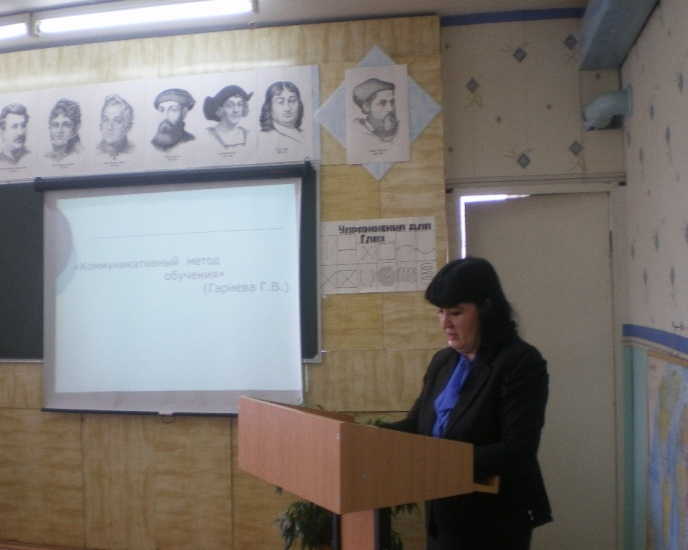 Упражнения для
Глаз
«Коммуникативный метод
обучения»
(Гариева Г.В.)